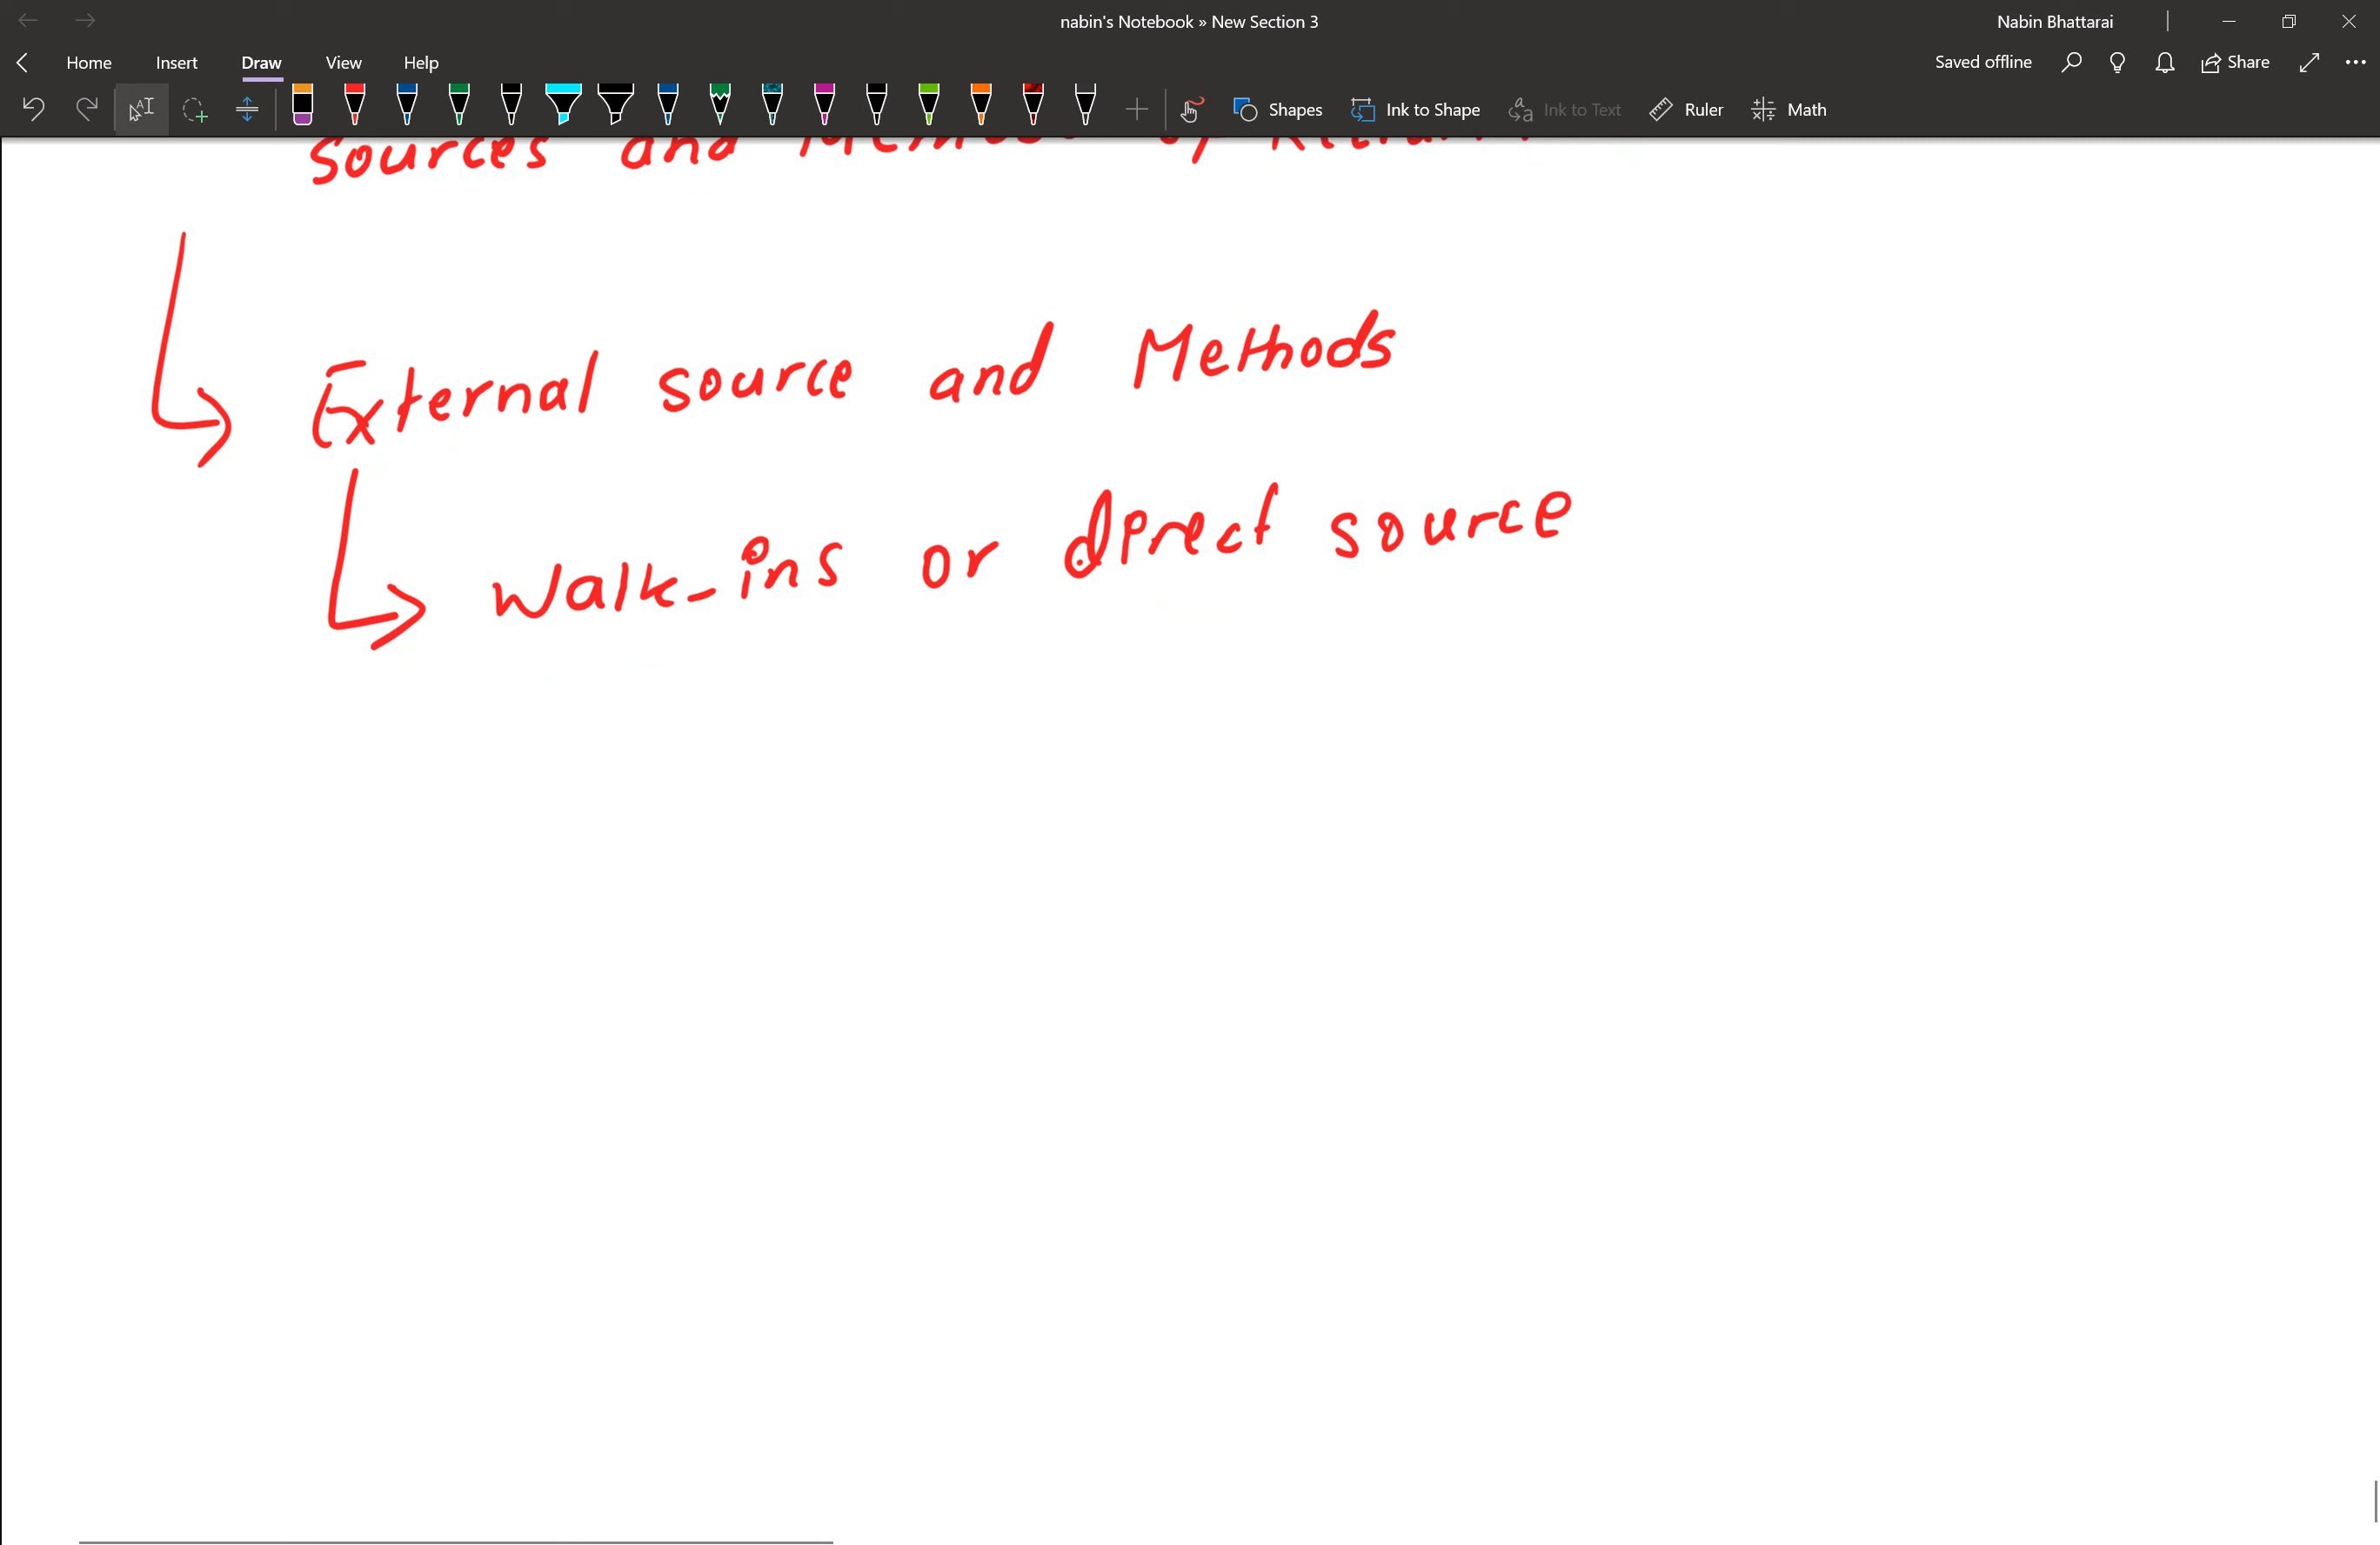 nabin's Notebook » New Section 3
Nabin Bhattarai
Home Insert Draw View Help
Saved offline
Share
Shapes Ink to Shape Ink to Text Ruler Math
Sources and
External source and Methods
Walk-ins or direct source